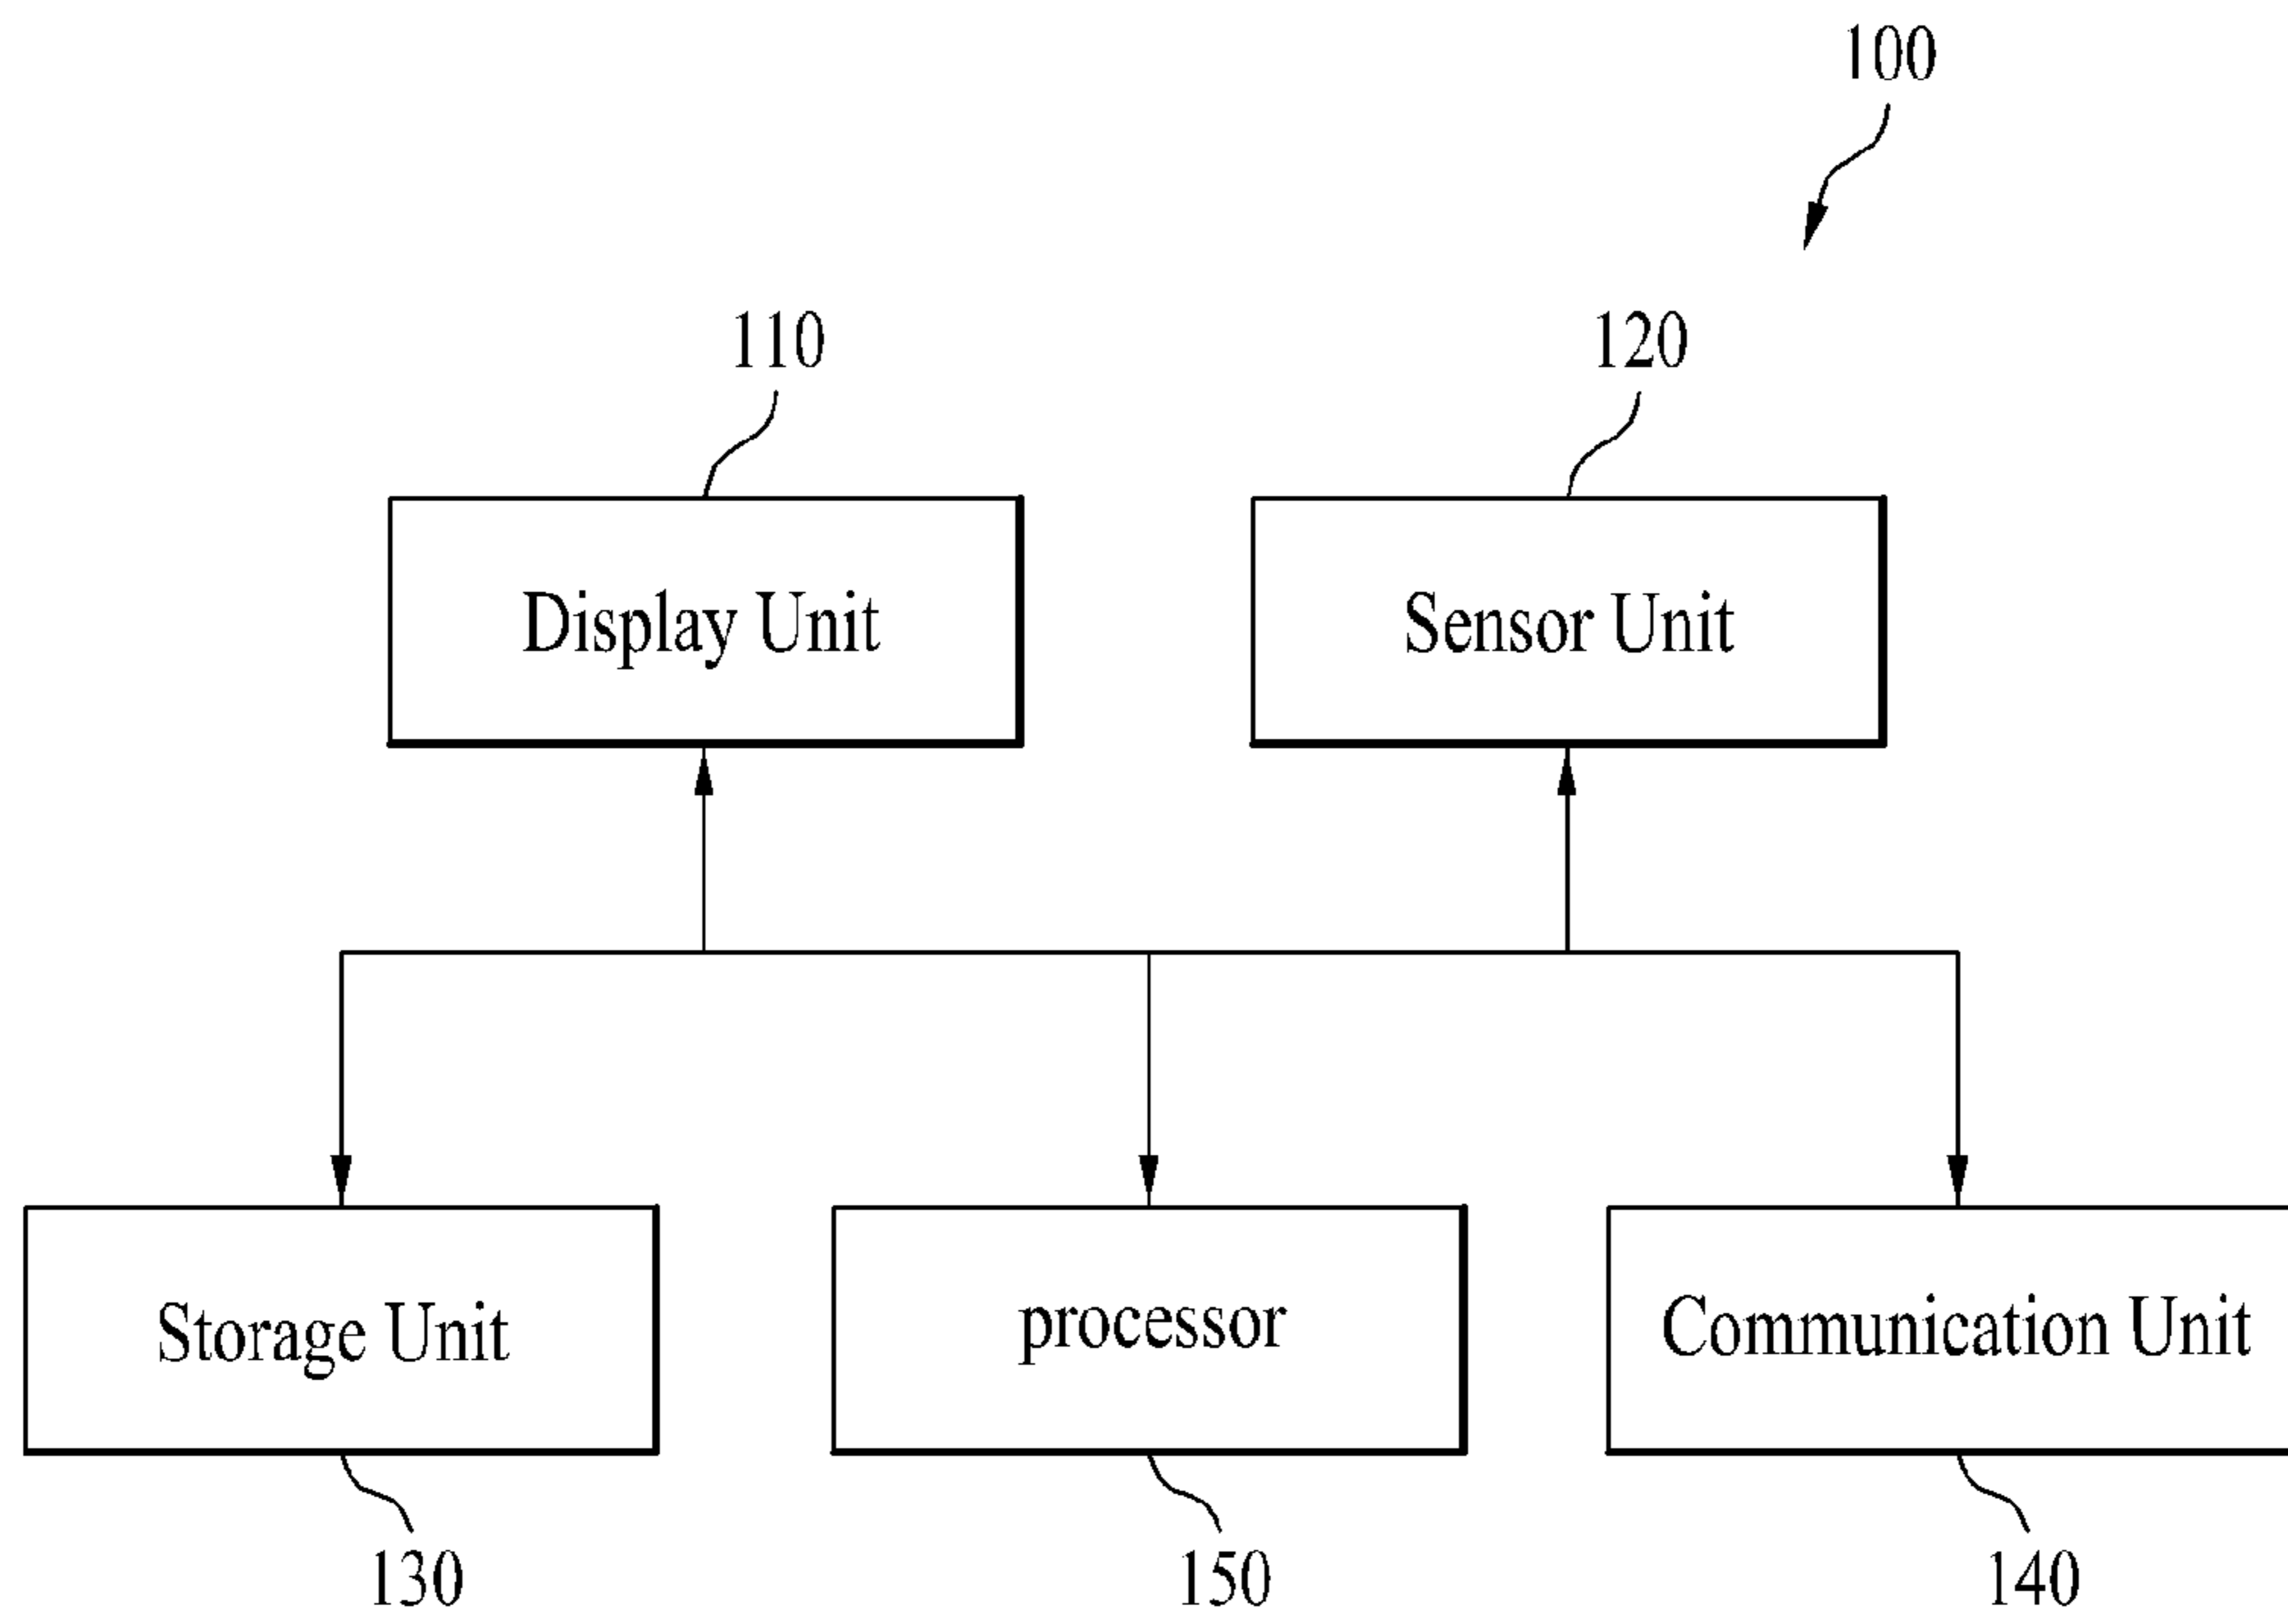 100
110
120
Display Unit
Sensor Unit
Storage Unit
processor
Communication Unit
130
150
140